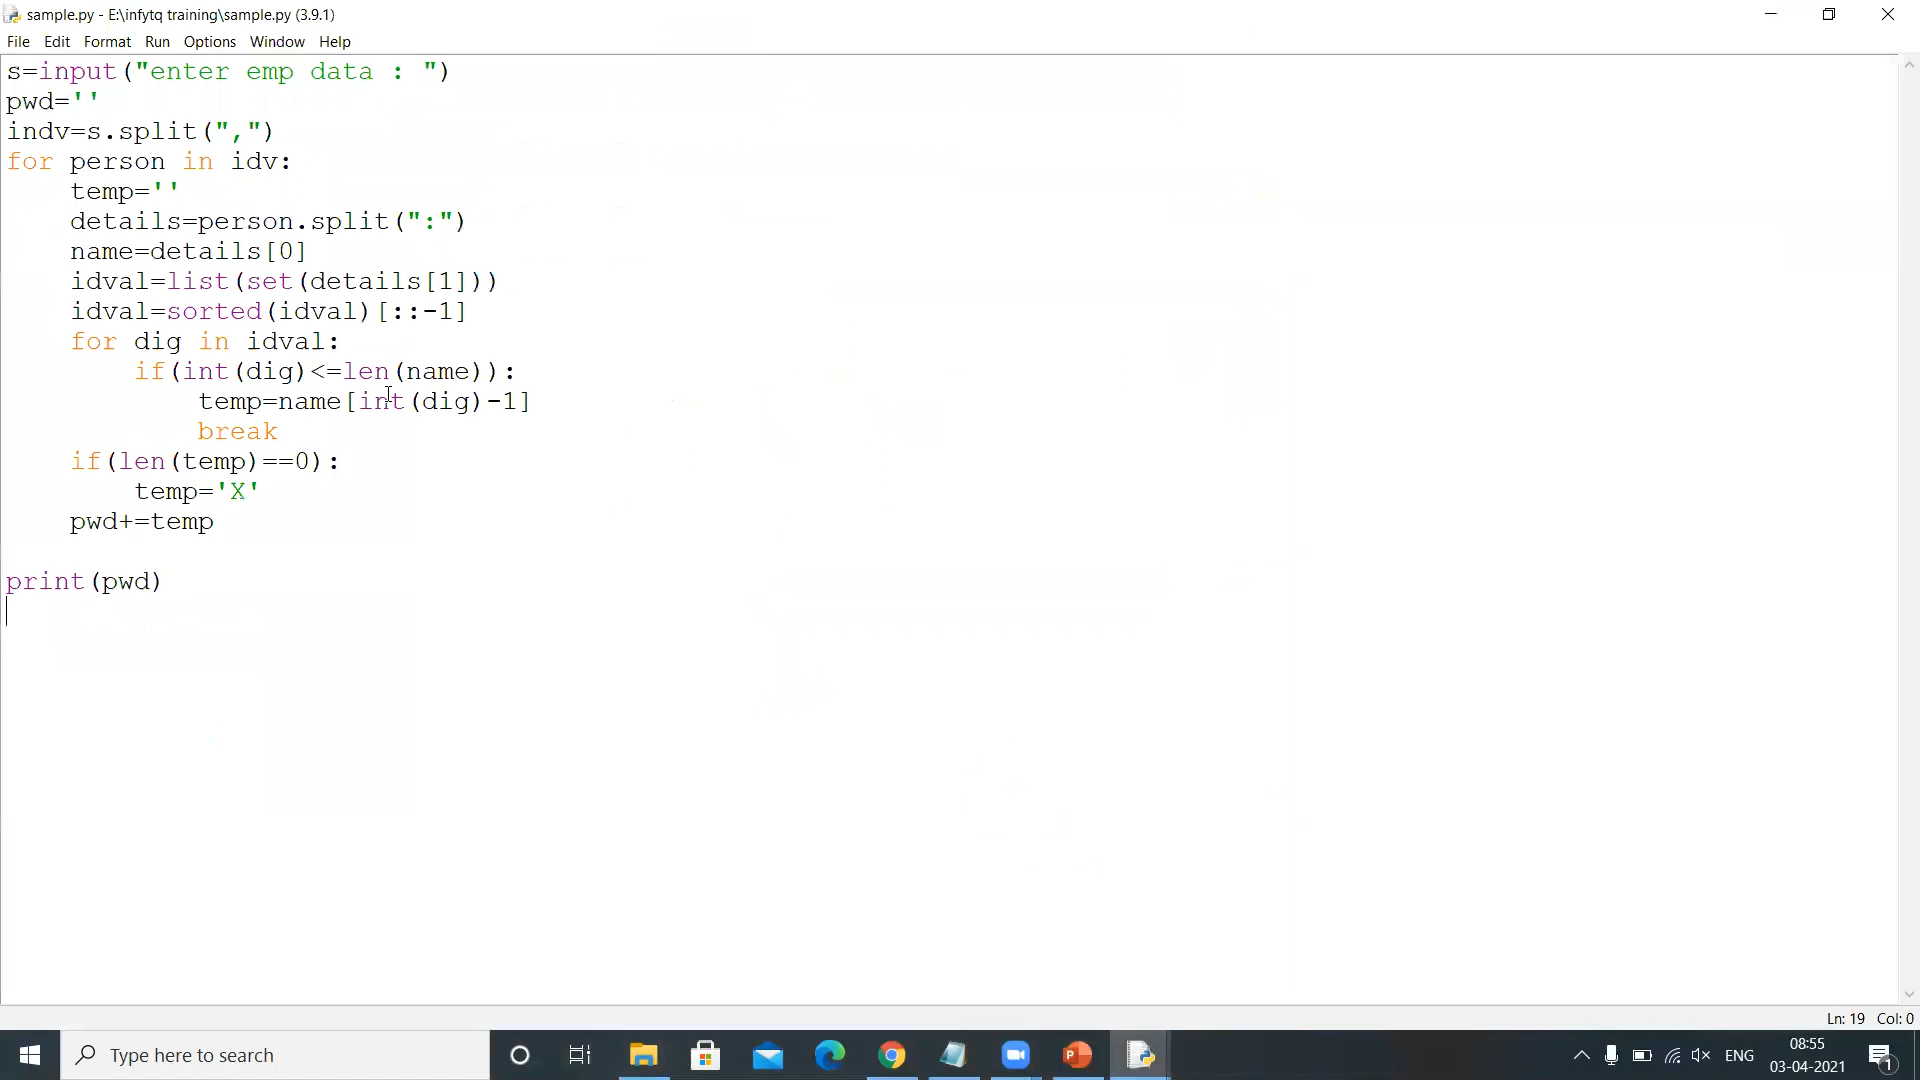 sample.py - E:\infytq training\sample.py (3.9.1)
File Edit Format Run Options Window Help
s=input("enter emp data : ")
pwd=''
indv=s.split(",")
for person in idv:
    temp=''
    details=person.split(":")
    name=details[0]
    idval=list(set(details[1]))
    idval=sorted(idval)[::-1]
    for dig in idval:
        if(int(dig)<=len(name)):
            temp=name[int(dig)-1]
            break
    if(len(temp)==0):
        temp='X'
    pwd+=temp
print(pwd)
Ln: 19 Col: 0
Type here to search
P
ENG
08:55
03-04-2021
1